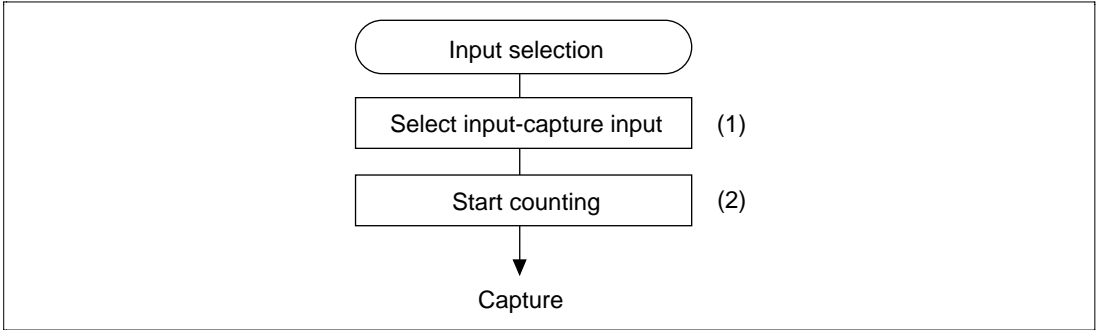 Input selection
Select input-capture input (1)
Start counting (2)
Capture